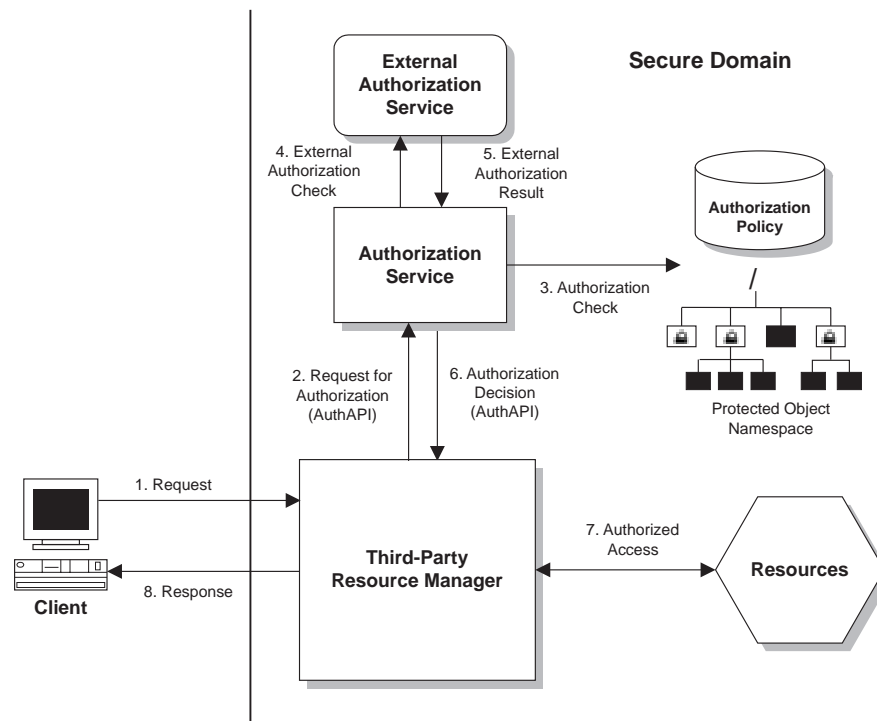 External
Authorization
Service
Secure Domain
4. External
Authorization
Check
5. External
Authorization
Result
Authorization
Policy
Authorization
Service
3. Authorization
Check
/
2. Request for
Authorization
(AuthAPI)
6. Authorization
Decision
(AuthAPI)
Protected Object
Namespace
1. Request
Third-Party
Resource Manager
7. Authorized
Access
Resources
8. Response
Client